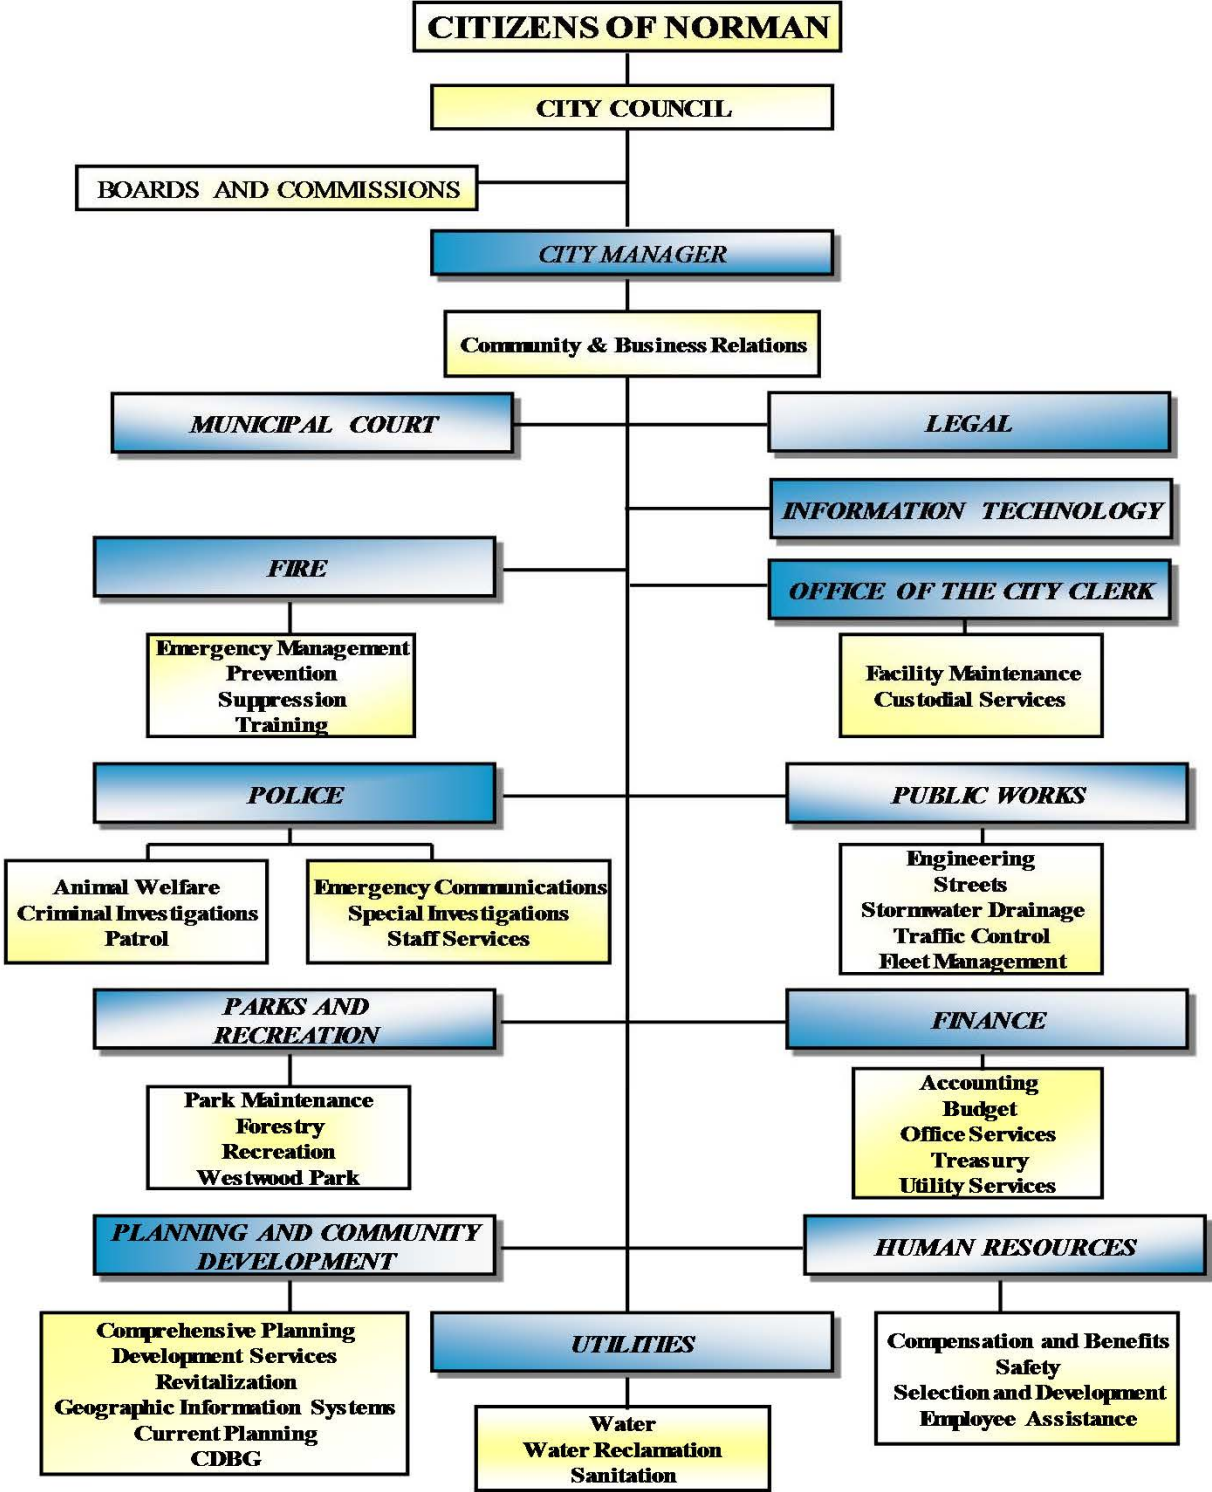 CITIZENS OF NORMAN
CITY COUNCIL
BOARDS AND COMMISSIONS
CITY MANAGER
Community & Business Relations
MUNICIPAL COURT
LEGAL
INFORMATION TECHNOLOGY
FIRE
OFFICE OF THE CITY CLERK
Emergency Management
Prevention
Suppression
Training
Facility Maintenance
Custodial Services
POLICE
PUBLIC WORKS
Animal Welfare
Criminal Investigations
Patrol
Emergency Communications
Special Investigations
Staff Services
Engineering
Streets
Stormwater Drainage
Traffic Control
Fleet Management
PARKS AND
RECREATION
FINANCE
Park Maintenance
Forestry
Recreation
Westwood Park
Accounting
Budget
Office Services
Treasury
Utility Services
PLANNING AND COMMUNITY
DEVELOPMENT
HUMAN RESOURCES
Comprehensive Planning
Development Services
Revitalization
Geographic Information Systems
Current Planning
CDBG
UTILITIES
Water
Water Reclamation
Sanitation
Compensation and Benefits
Safety
Selection and Development
Employee Assistance